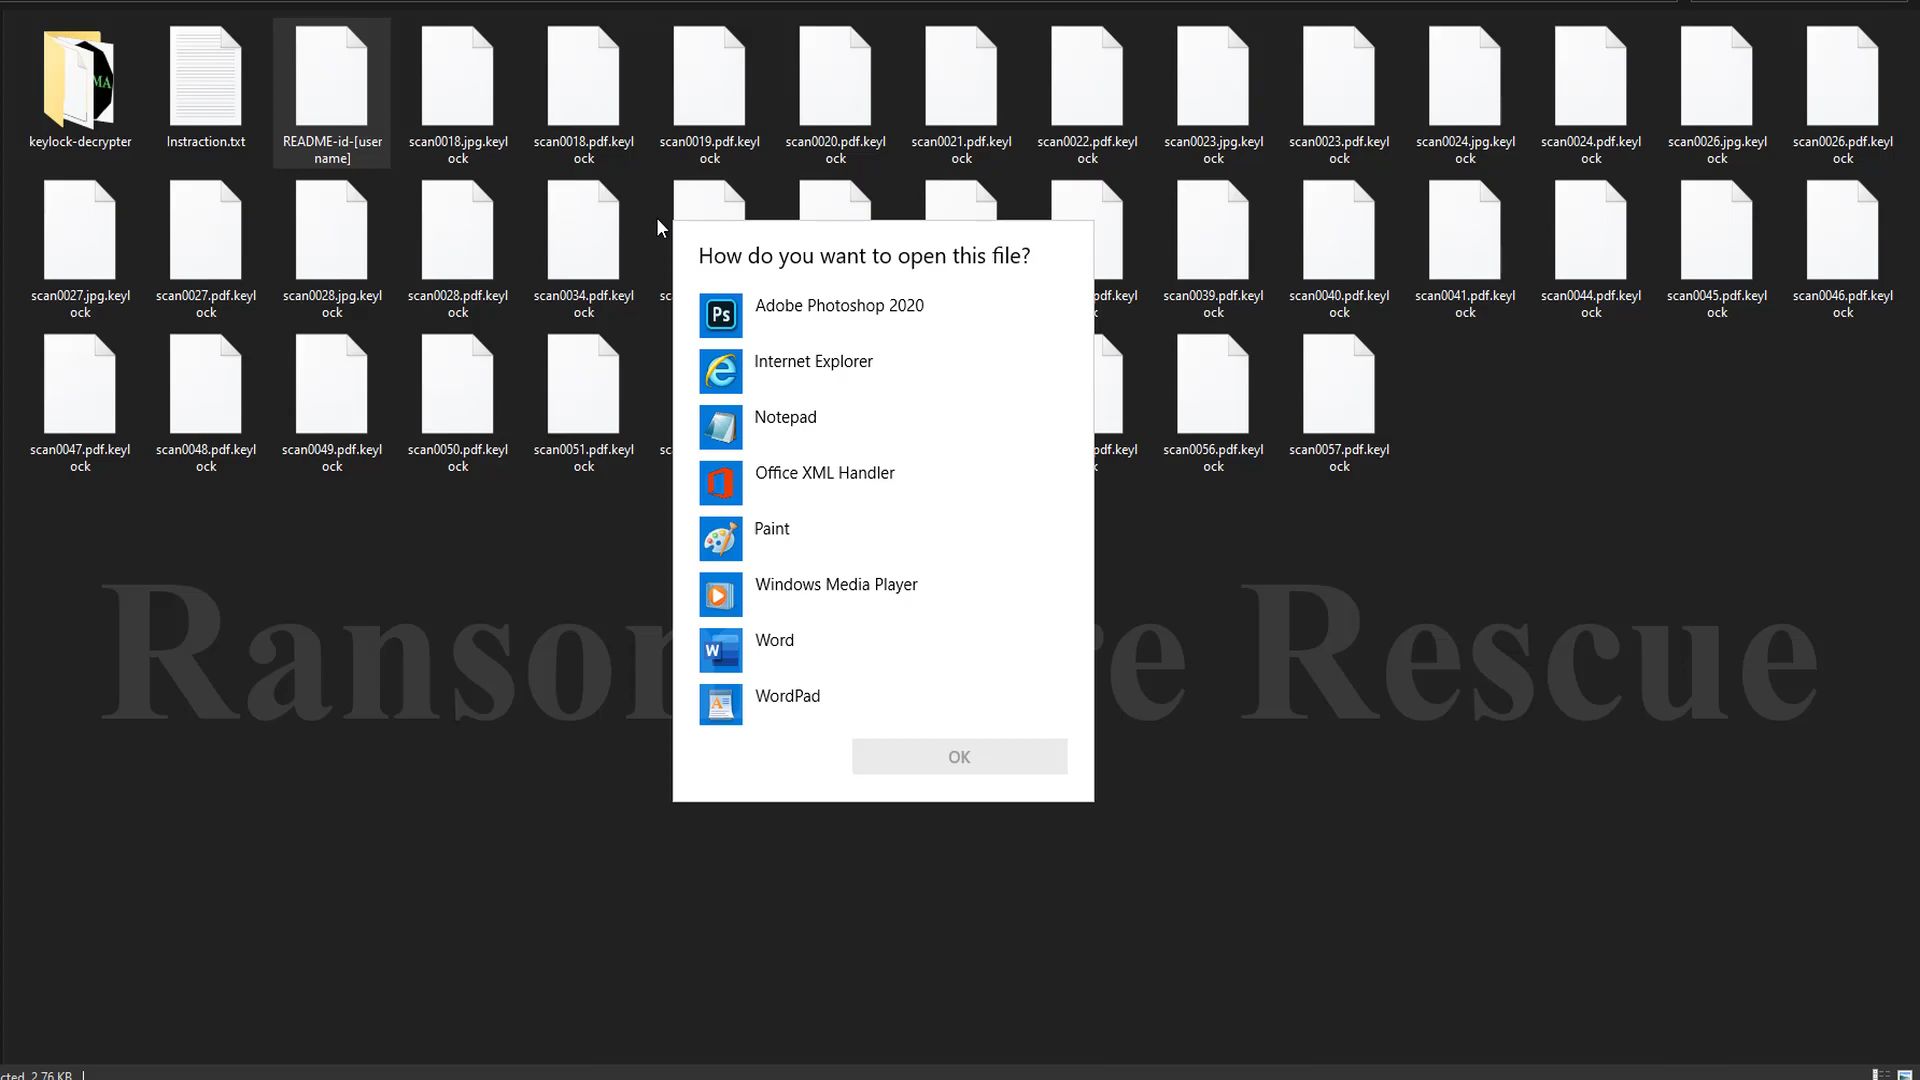 MA
keylock-decrypter
Instraction.txt
README-id-[user
name]
scan0018.jpg.keyl
ock
scan0018.pdf.keyl
ock
scan0019.pdf.keyl
ock
scan0020.pdf.keyl
ock
scan0021.pdf.keyl
ock
scan0022.pdf.keyl
ock
scan0023.jpg.keyl
ock
scan0023.pdf.keyl
ock
scan0024.jpg.keyl
ock
scan0024.pdf.keyl
ock
scan0026.jpg.keyl
ock
scan0026.pdf.keyl
ock
scan0027.jpg.keyl
ock
scan0027.pdf.keyl
ock
scan0028.jpg.keyl
ock
scan0028.pdf.keyl
ock
scan0034.pdf.keyl
ock
scan0039.pdf.keyl
ock
scan0040.pdf.keyl
ock
scan0041.pdf.keyl
ock
scan0044.pdf.keyl
ock
scan0045.pdf.keyl
ock
scan0046.pdf.keyl
ock
scan0047.pdf.keyl
ock
scan0048.pdf.keyl
ock
scan0049.pdf.keyl
ock
scan0050.pdf.keyl
ock
scan0051.pdf.keyl
ock
scan0056.pdf.keyl
ock
scan0057.pdf.keyl
ock
How do you want to open this file?
Ps
Adobe Photoshop 2020
Internet Explorer
Notepad
Office XML Handler
Paint
Windows Media Player
W
Word
WordPad
OK
Rescue
2.76 KB